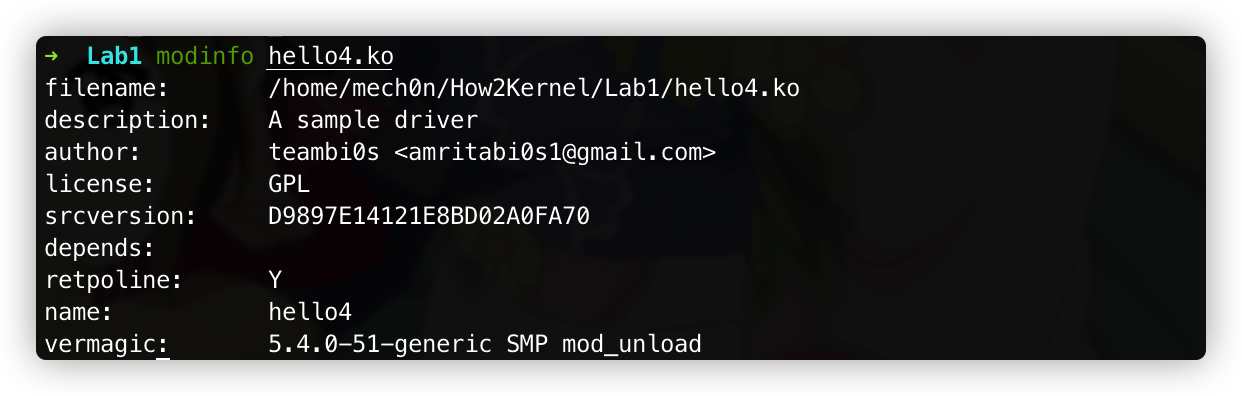 → Lab1 modinfo hello4.ko
filename: /home/mech0n/How2Kernel/Lab1/hello4.ko
description: A sample driver
author: teambi0s <amritabi0s1@gmail.com>
license: GPL
srcversion: D9897E14121E8BD02A0FA70
depends:
retpoline: Y
name: hello4
vermagic: 5.4.0-51-generic SMP mod_unload